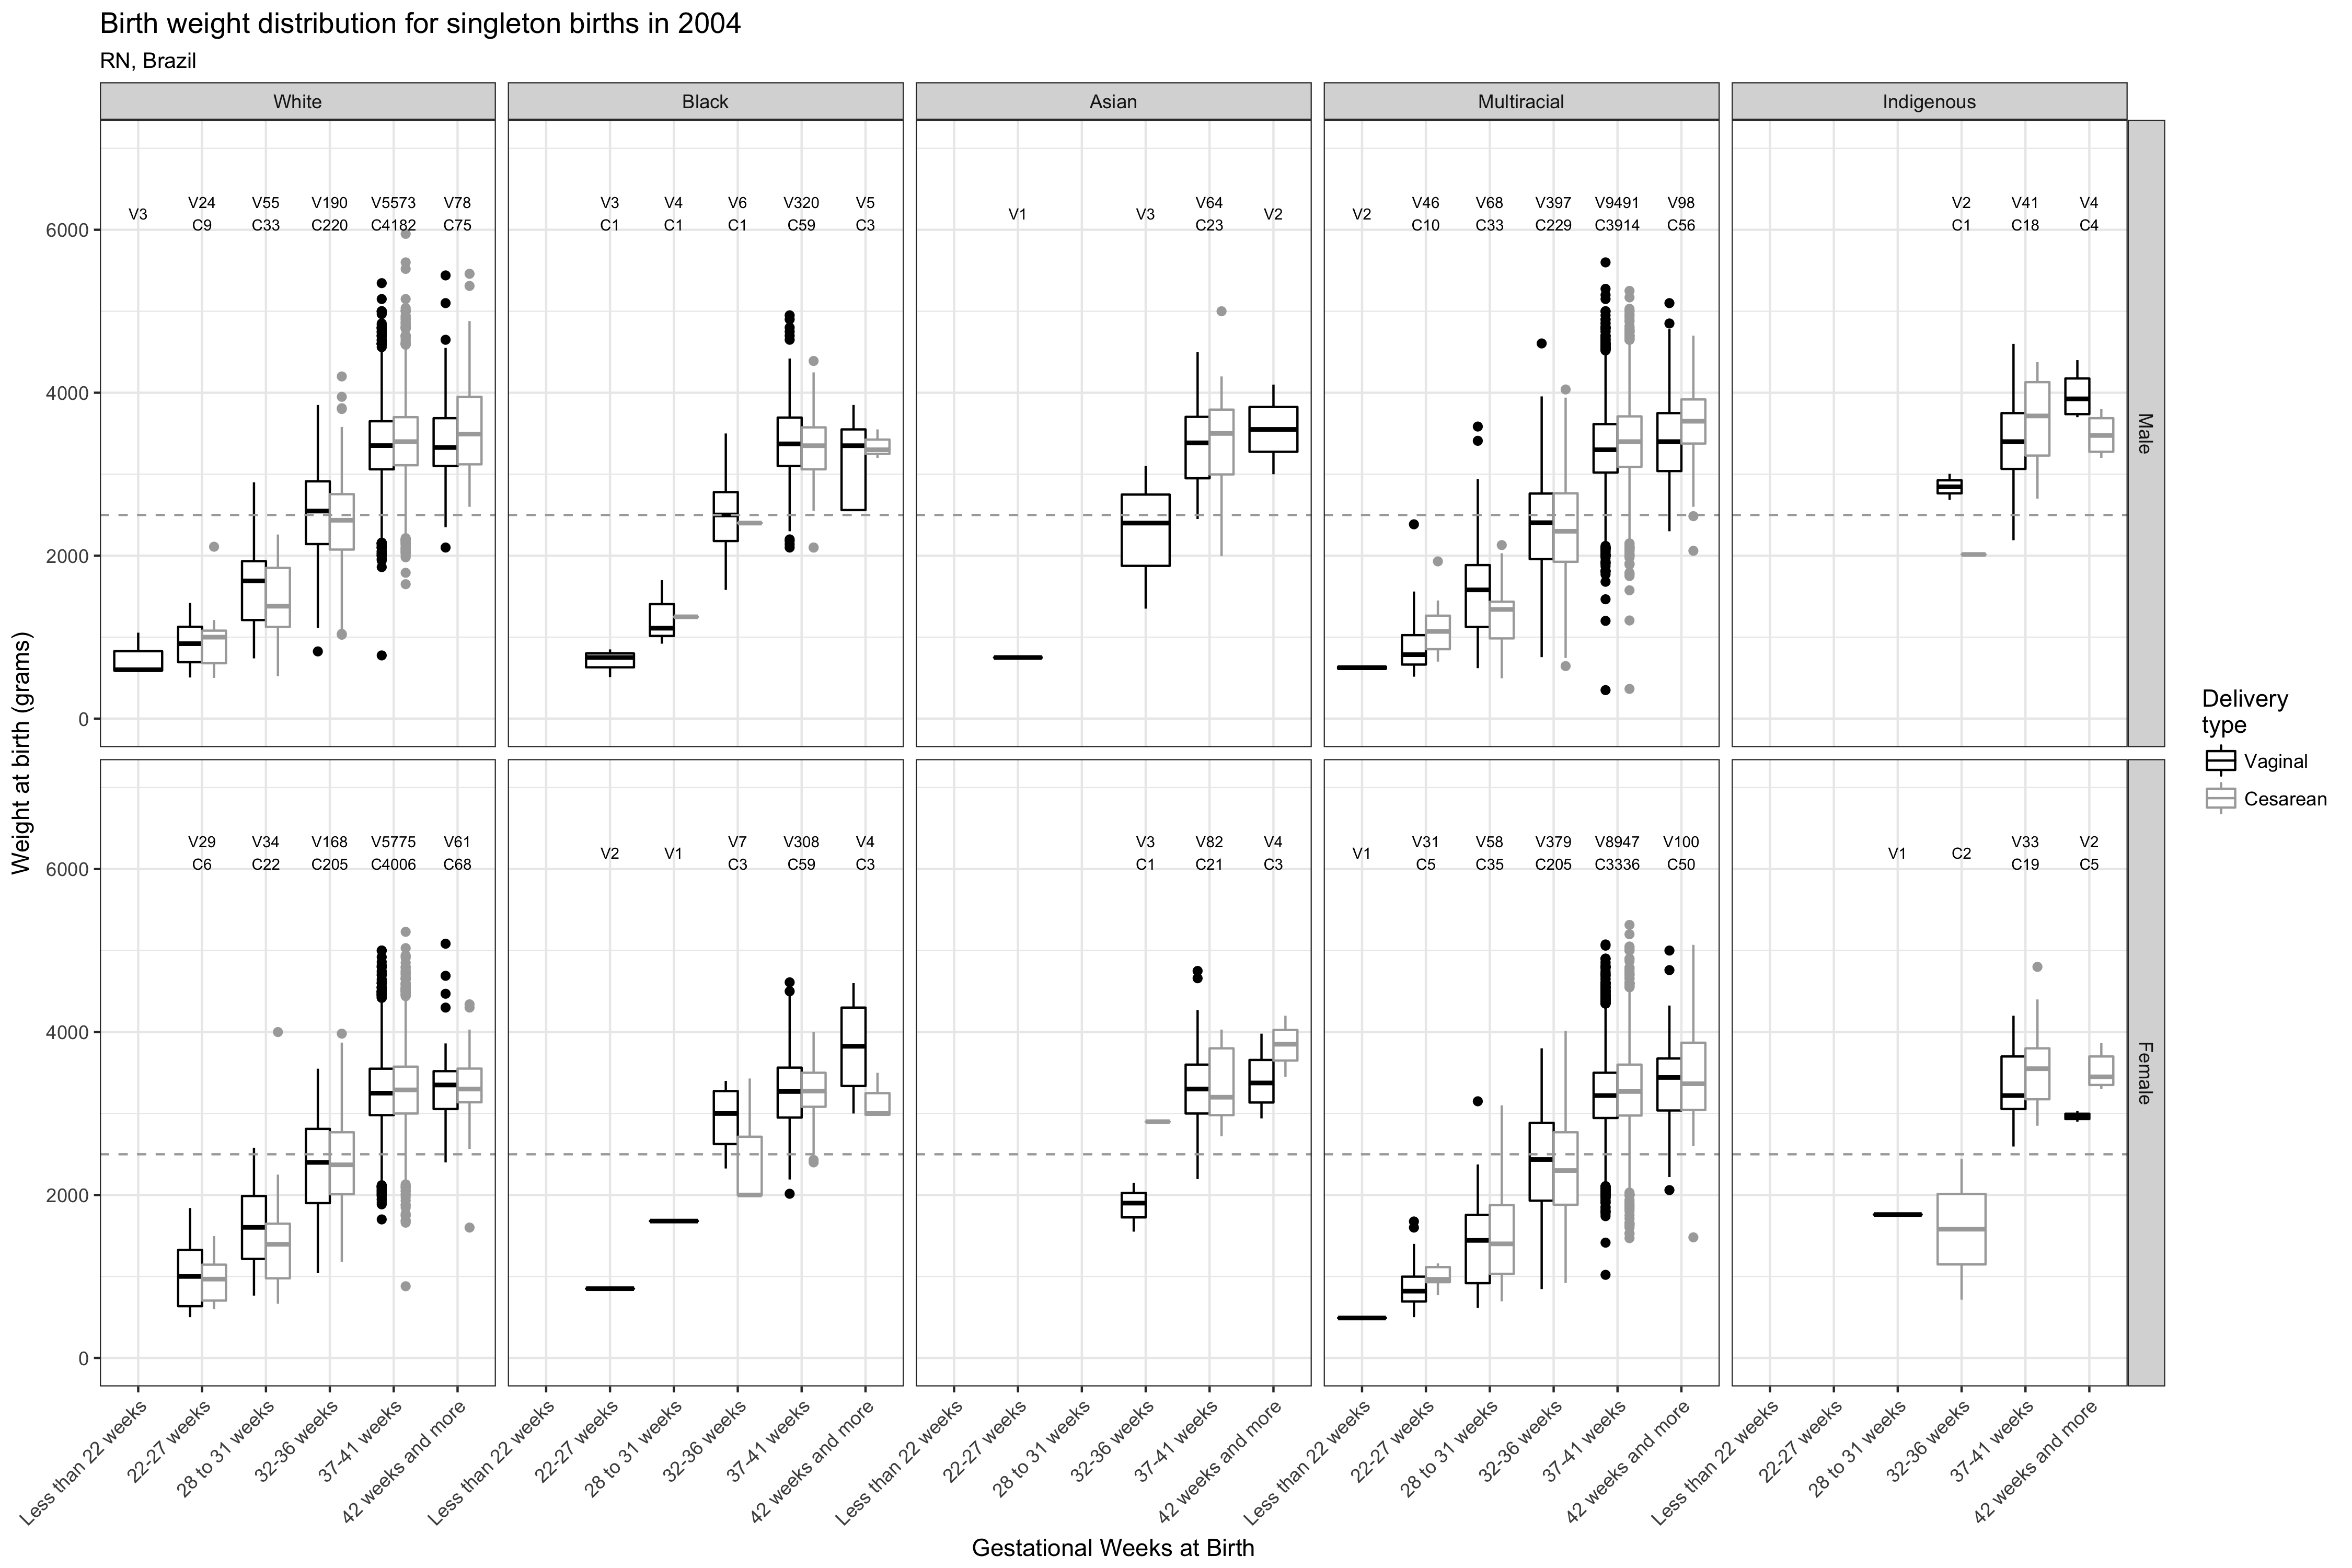 Birth weight distribution for singleton births in 2004
RN, Brazil
White Black Asian Multiracial Indigenous
V3 V24 V55 V190 V5573 V78
C9 C33 C220 C4182 C75
V3 V4 V6 V320 V5
C1 C1 C1 C59 C3
V1 V3 V64 V2
C23
V2 V46 V68 V397 V9491 V98
C10 C33 C229 C3914 C56
V2 V41 V4
C1 C18 C4
6000
4000
2000
0
Male
V29 V34 V168 V5775 V61
C6 C22 C205 C4006 C68
V2 V1 V7 V308 V4
C3 C59 C3
V3 V82 V4
C1 C21 C3
V1 V31 V58 V379 V8947 V100
C5 C35 C205 C3336 C50
V1 C2 V33 V2
C19 C5
6000
4000
2000
0
Female
Weight at birth (grams)
Less than 22 weeks 22-27 weeks 28 to 31 weeks 32-36 weeks 37-41 weeks 42 weeks and more
Less than 22 weeks 22-27 weeks 28 to 31 weeks 32-36 weeks 37-41 weeks 42 weeks and more
Less than 22 weeks 22-27 weeks 28 to 31 weeks 32-36 weeks 37-41 weeks 42 weeks and more
Less than 22 weeks 22-27 weeks 28 to 31 weeks 32-36 weeks 37-41 weeks 42 weeks and more
Less than 22 weeks 22-27 weeks 28 to 31 weeks 32-36 weeks 37-41 weeks 42 weeks and more
Gestational Weeks at Birth
Delivery
type
Vaginal
Cesarean